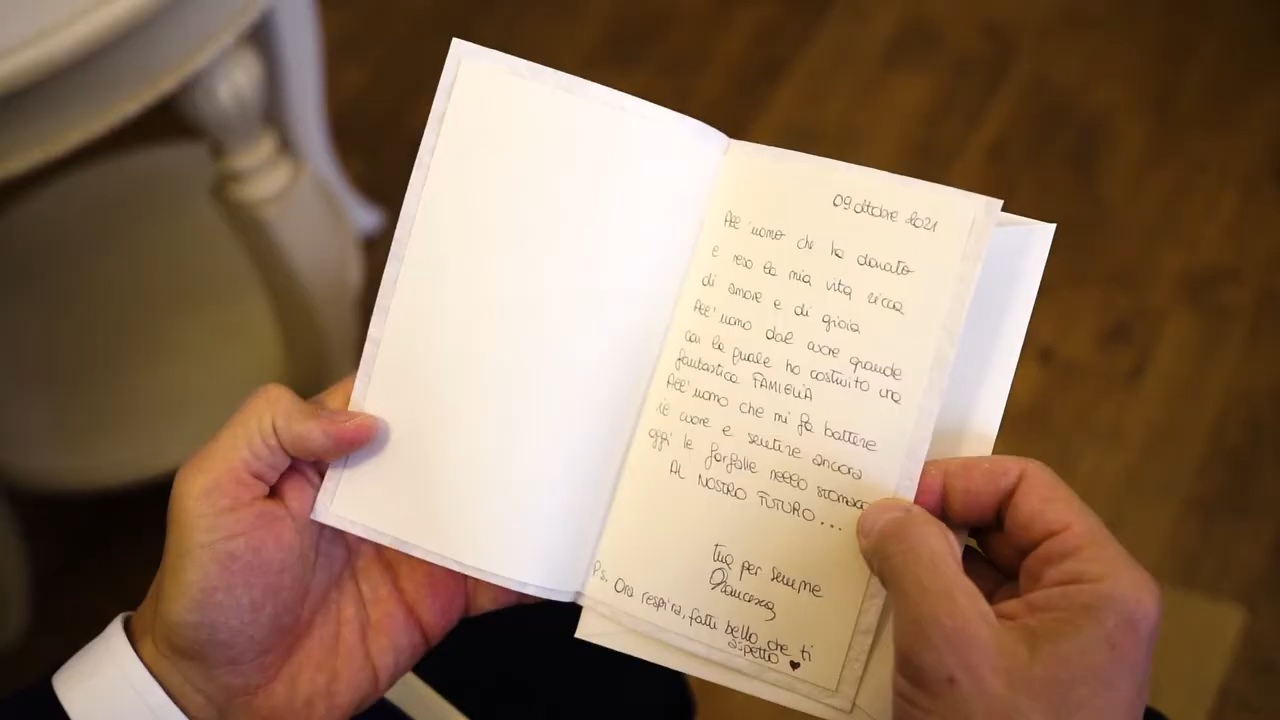 09 ottobre 2021
All'uomo che ha donato
e reso la mia vita ricca
di amore e di gioia
All'uomo dal cuore grande
con la quale ho costruito una
fantastica FAMIGLIA
All'uomo che mi fa battere
il cuore e sentire ancora
oggi le farfalle nello stomaco
AL NOSTRO FUTURO...
tua per sempre
Francesca
Ps. Ora respira, fatti bello che ti
aspetto ♥